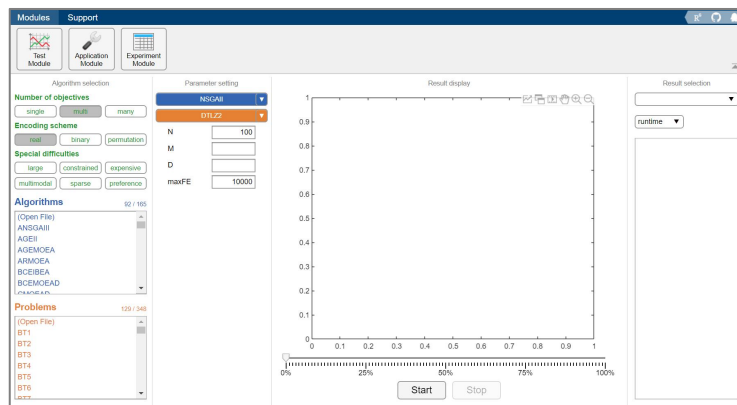 Modules Support
Test Module
Application Module
Experiment Module
Algorithm selection
Number of objectives
single multi many
Encoding scheme
real binary permutation
Special difficulties
large constrained expensive
multimodal sparse preference
Algorithms 92 / 165
(Open File)
ANSGAIII
AGEII
AGEMOEA
ARMOEA
BCEIBEA
BCEMOEAD
CMOEAD
Problems 129 / 348
(Open File)
BT1
BT2
BT3
BT4
BT5
BT6
BT7
Parameter setting
NSGAII
DTLZ2
N 100
M
D
maxFE 10000
Result display
1
0.9
0.8
0.7
0.6
0.5
0.4
0.3
0.2
0.1
0
0 0.1 0.2 0.3 0.4 0.5 0.6 0.7 0.8 0.9 1
0% 25% 50% 75% 100%
Start Stop
Result selection
runtime